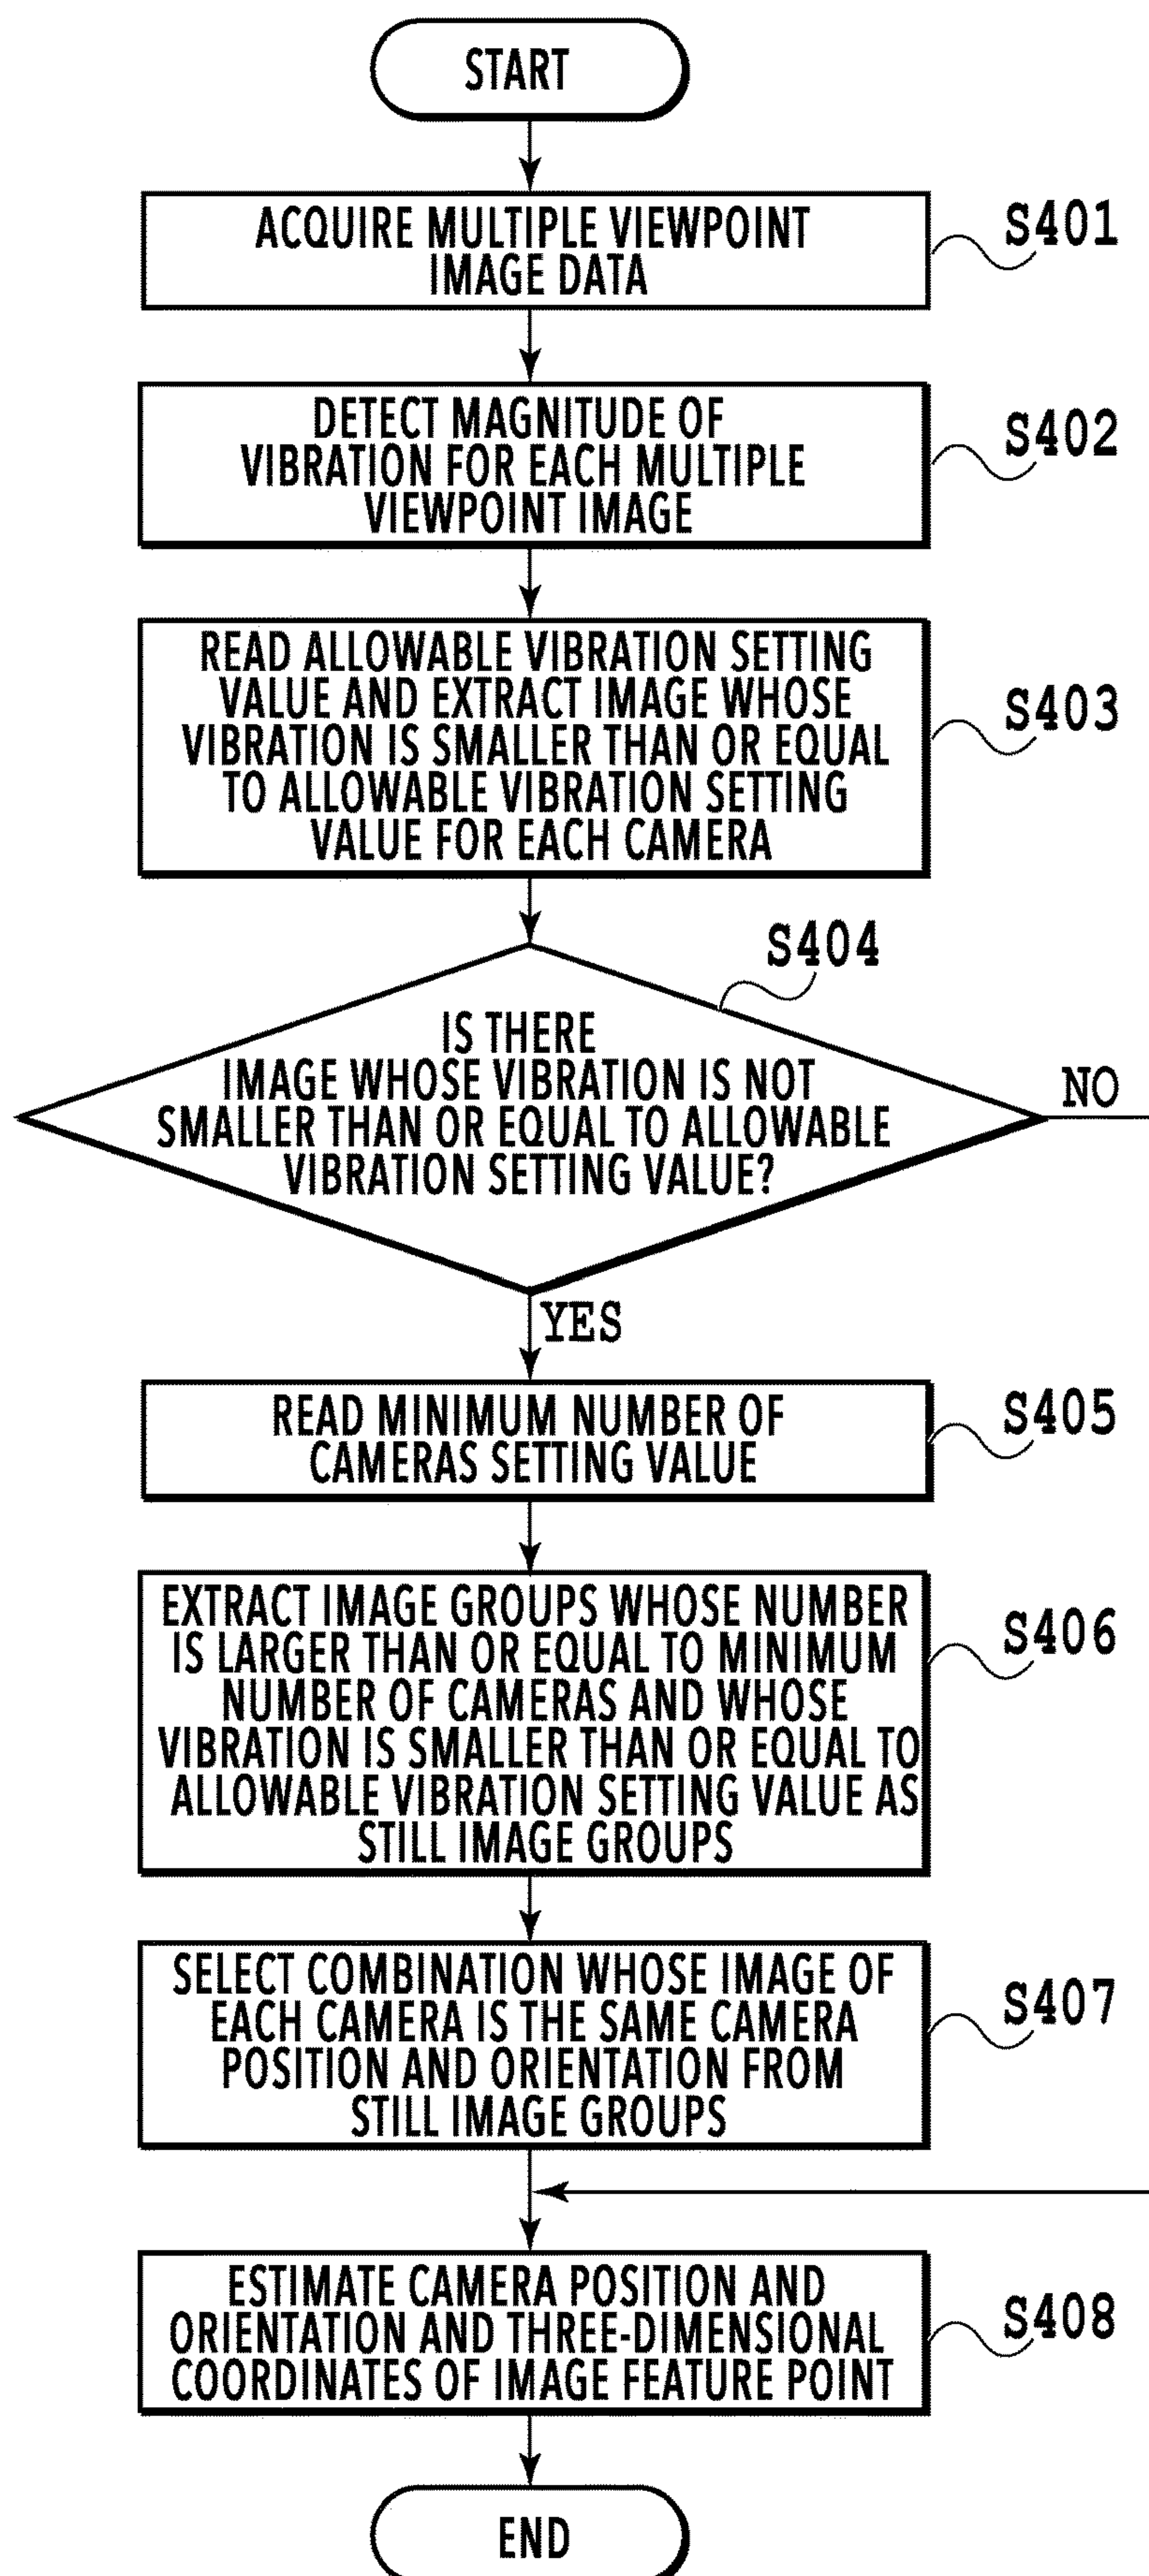 START
ACQUIRE MULTIPLE VIEWPOINT
IMAGE DATA
S401
DETECT MAGNITUDE OF
VIBRATION FOR EACH MULTIPLE
VIEWPOINT IMAGE
S402
READ ALLOWABLE VIBRATION SETTING
VALUE AND EXTRACT IMAGE WHOSE
VIBRATION IS SMALLER THAN OR EQUAL
TO ALLOWABLE VIBRATION SETTING
VALUE FOR EACH CAMERA
S403
S404
IS THERE
IMAGE WHOSE VIBRATION IS NOT
SMALLER THAN OR EQUAL TO ALLOWABLE
VIBRATION SETTING VALUE?
NO
YES
READ MINIMUM NUMBER OF
CAMERAS SETTING VALUE
S405
EXTRACT IMAGE GROUPS WHOSE NUMBER
IS LARGER THAN OR EQUAL TO MINIMUM
NUMBER OF CAMERAS AND WHOSE
VIBRATION IS SMALLER THAN OR EQUAL TO
ALLOWABLE VIBRATION SETTING VALUE AS
STILL IMAGE GROUPS
S406
SELECT COMBINATION WHOSE IMAGE OF
EACH CAMERA IS THE SAME CAMERA
POSITION AND ORIENTATION FROM
STILL IMAGE GROUPS
S407
ESTIMATE CAMERA POSITION AND
ORIENTATION AND THREE-DIMENSIONAL
COORDINATES OF IMAGE FEATURE POINT
S408
END